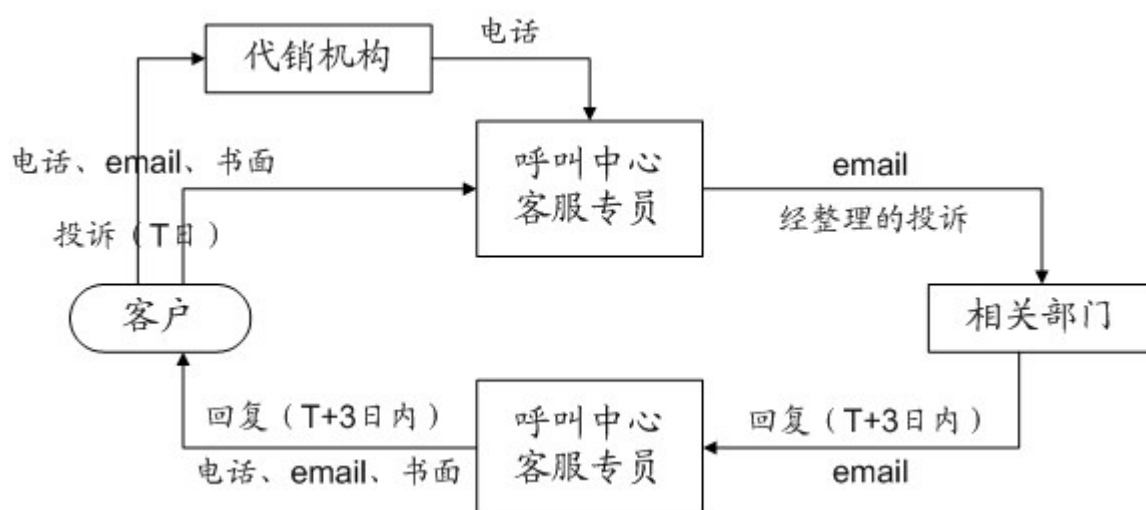 代销机构
电话
电话、email、书面
投诉（T日）
呼叫中心
客服专员
email
经整理的投诉
客户
相关部门
回复（T+3日内）
电话、email、书面
呼叫中心
客服专员
回复（T+3日内）
email